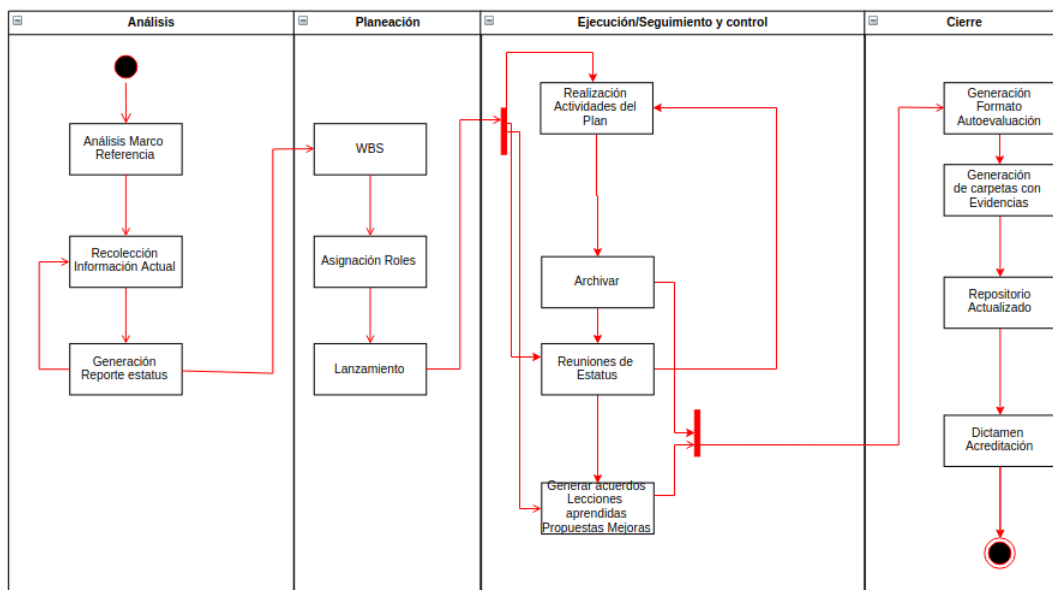 Análisis
Planeación
Ejecución/Seguimiento y control
Cierre
Análisis Marco
Referencia
Recolección
Información Actual
Generación
Reporte estatus
WBS
Asignación Roles
Lanzamiento
Realización
Actividades del
Plan
Archivar
Reuniones de
Estatus
Generar acuerdos
Lecciones
aprendidas
Propuestas Mejoras
Generación
Formato
Autoevaluación
Generación
de carpetas con
Evidencias
Repositorio
Actualizado
Dictamen
Acreditación